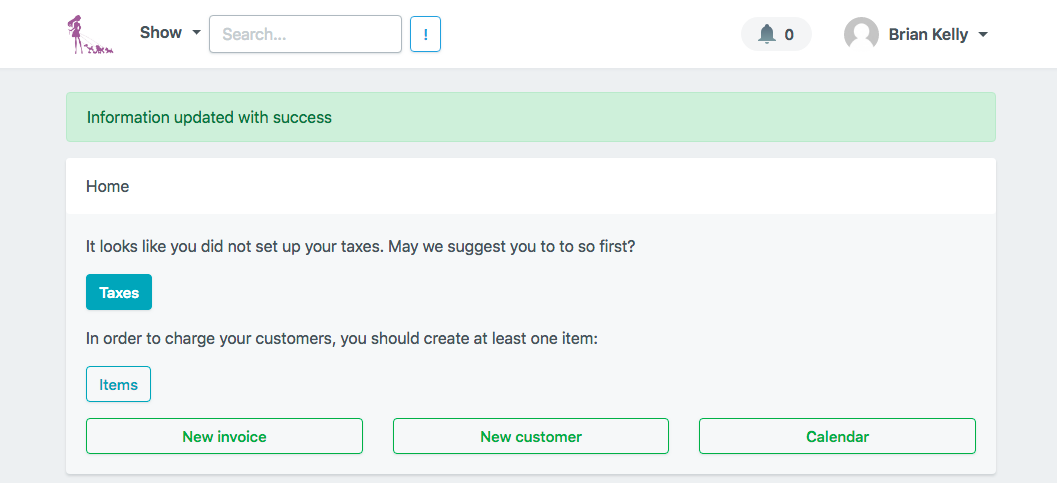 Show
Search...
!
0
Brian Kelly
Information updated with success
Home
It looks like you did not set up your taxes. May we suggest you to to so first?
Taxes
In order to charge your customers, you should create at least one item:
Items
New invoice
New customer
Calendar